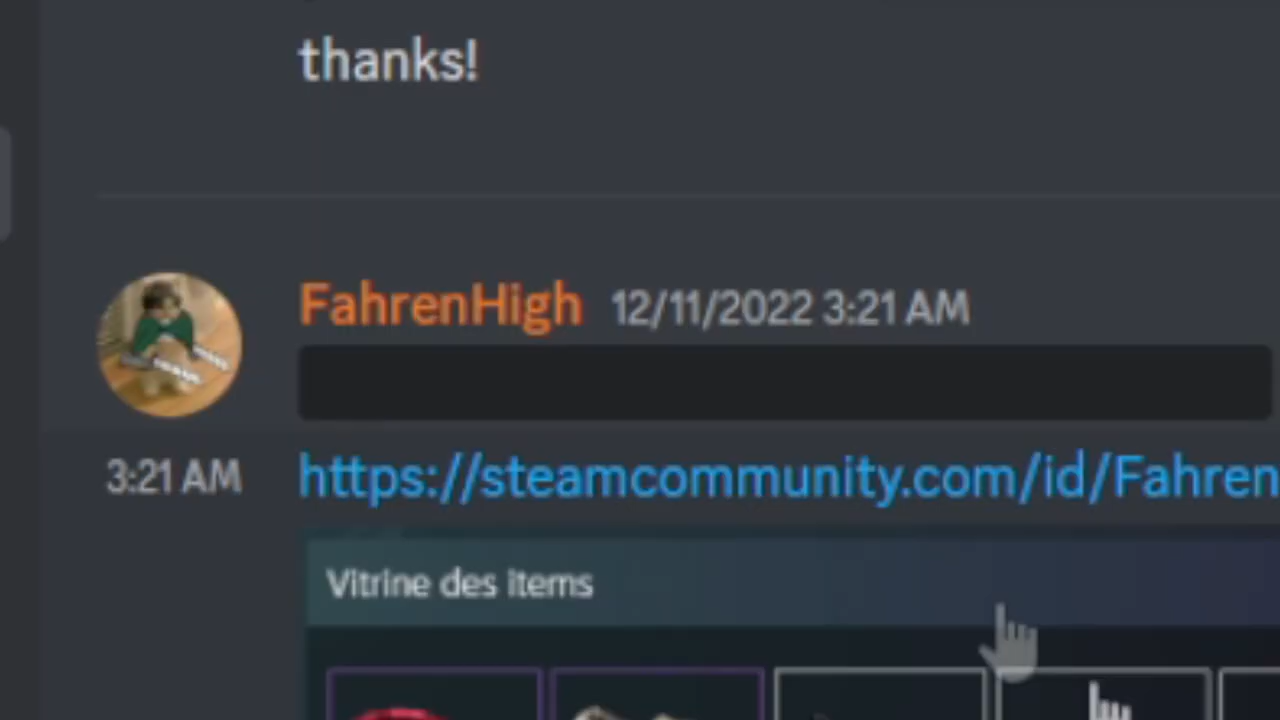 thanks!
FahrenHigh 12/11/2022 3:21 AM
3:21 AM https://steamcommunity.com/id/Fahren
Vitrine des items